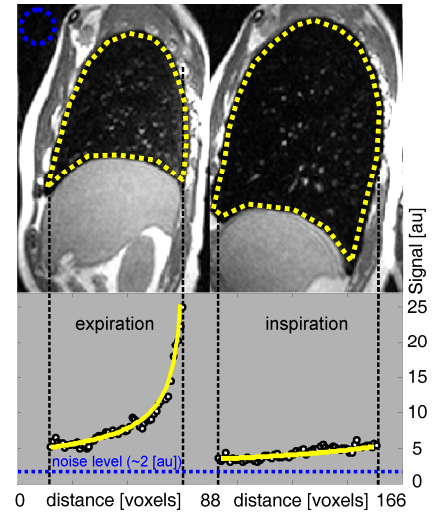 Signal [au]
25
expiration
inspiration
20
15
10
5
noise level (~2 [au])
0
0
distance [voxels]
88
distance [voxels]
166